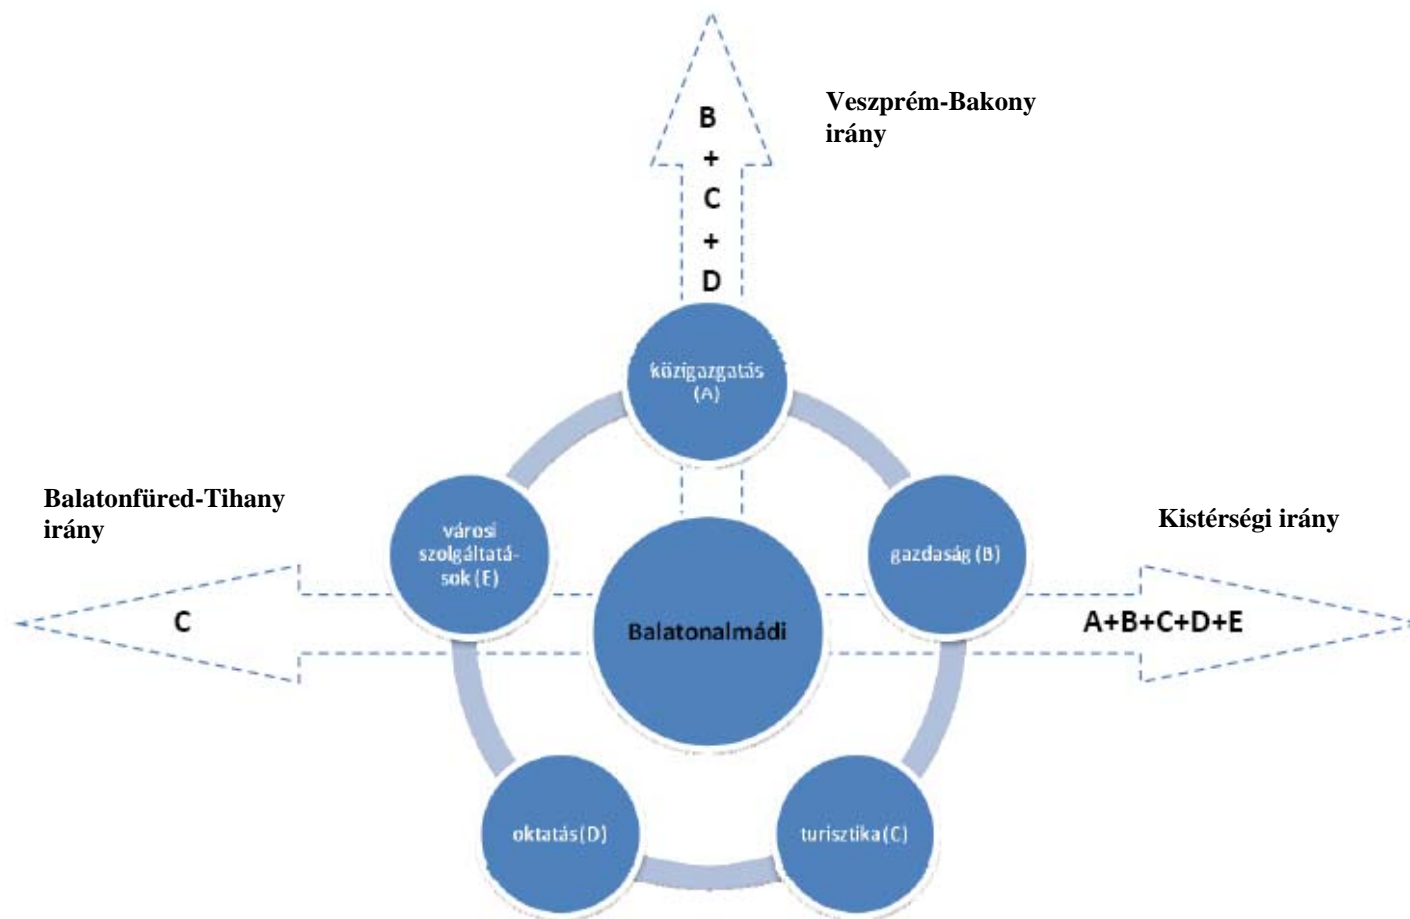 Veszprém-Bakony
irány
B
+
C
+
D
közigazgatás
(A)
Balatonfüred-Tihany
irány
városi
szolgáltatá-
sok (E)
gazdaság (B)
Kistérségi irány
C
Balatonalmádi
A+B+C+D+E
oktatás (D)
turisztika (C)